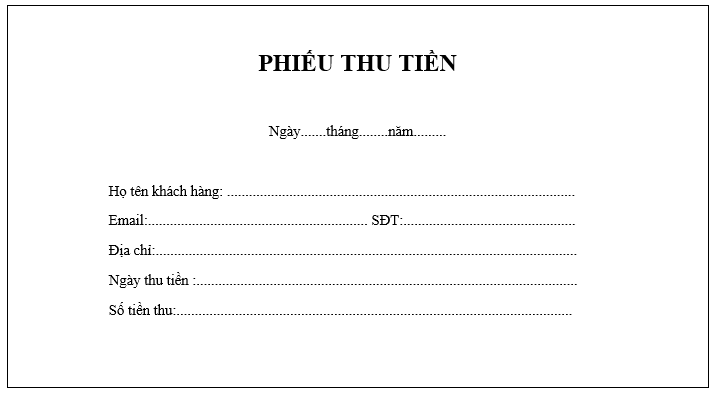 PHIẾU THU TIỀN
Ngày.......tháng........năm.........
Họ tên khách hàng: ...............................................................................................
Email:............................................................ SĐT:...............................................
Địa chỉ:...................................................................................................................
Ngày thu tiền :........................................................................................................
Số tiền thu:............................................................................................................